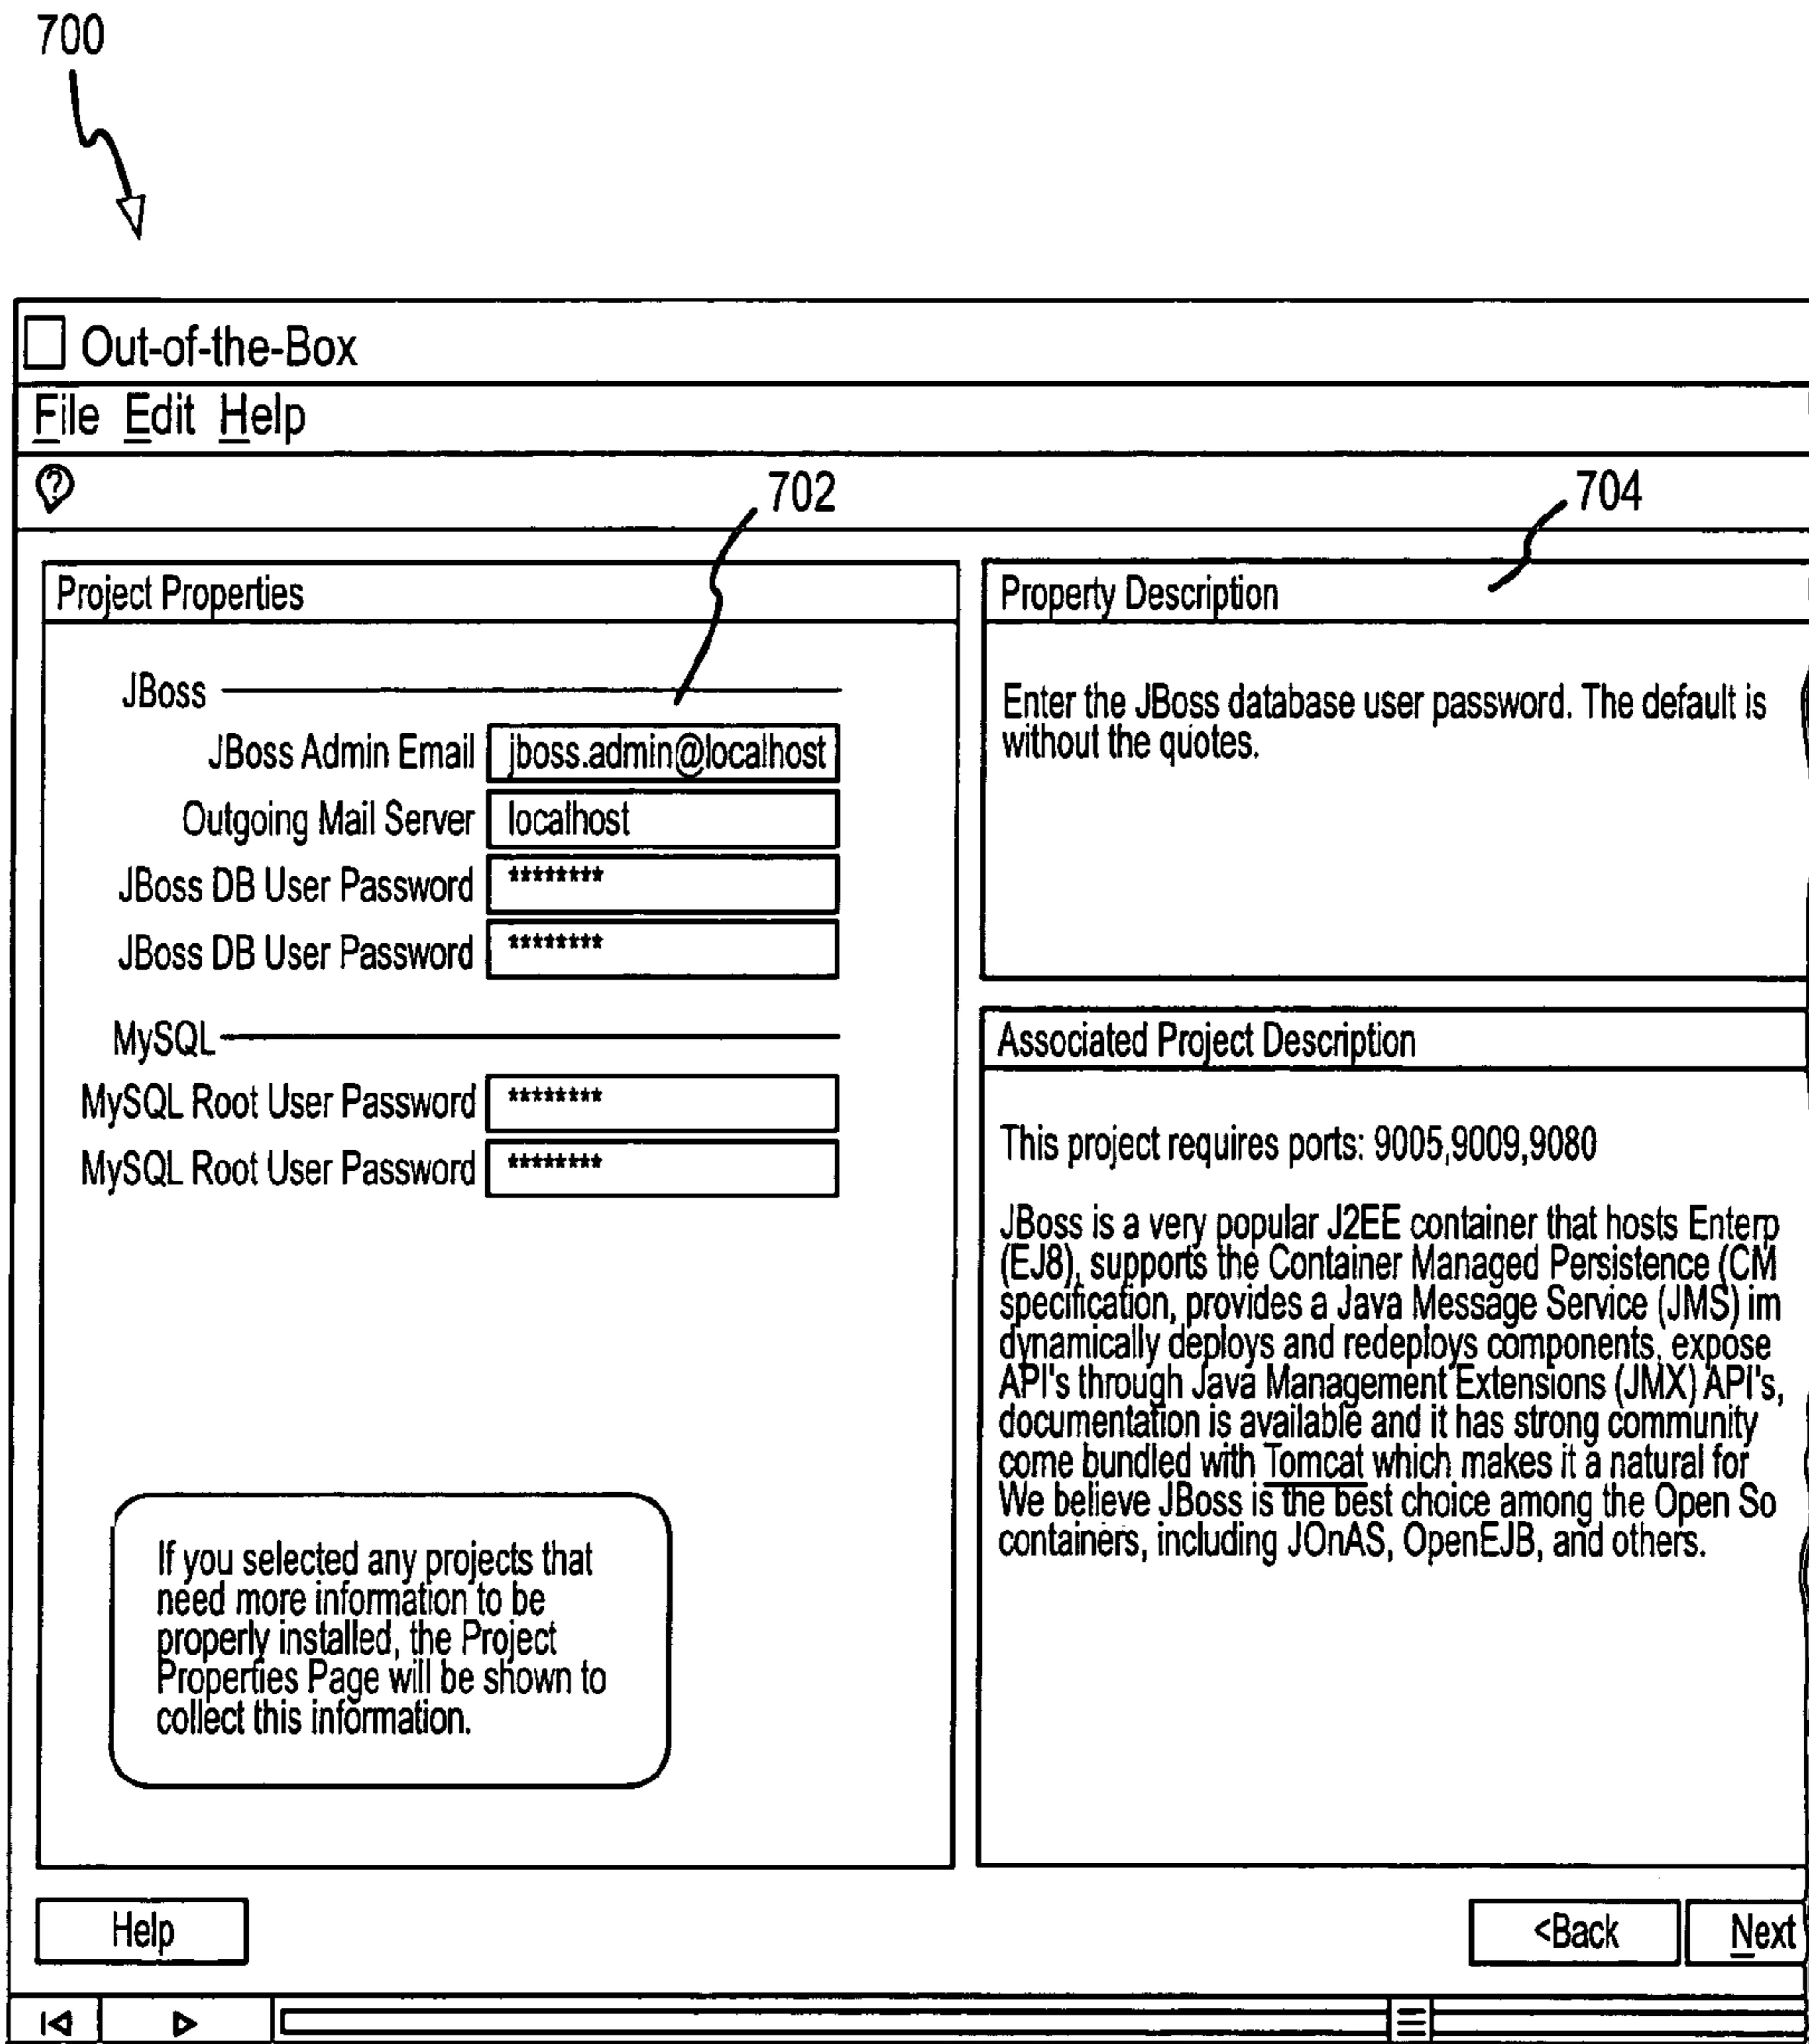 700
Out-of-the-Box
File Edit Help
?
702
704
Project Properties
JBoss
JBoss Admin Email jboss.admin@localhost
Outgoing Mail Server localhost
JBoss DB User Password ********
JBoss DB User Password ********
MySQL
MySQL Root User Password ********
MySQL Root User Password ********
If you selected any projects that
need more information to be
properly installed, the Project
Properties Page will be shown to
collect this information.
Property Description
Enter the JBoss database user password. The default is
without the quotes.
Associated Project Description
This project requires ports: 9005,9009,9080
JBoss is a very popular J2EE container that hosts Enterp
(EJ8), supports the Container Managed Persistence (CM
specification, provides a Java Message Service (JMS) im
dynamically deploys and redeploys components, expose
API's through Java Management Extensions (JMX) API's,
documentation is available and it has strong community
come bundled with Tomcat which makes it a natural for
We believe JBoss is the best choice among the Open So
containers, including JOnAS, OpenEJB, and others.
Help
<Back
Next